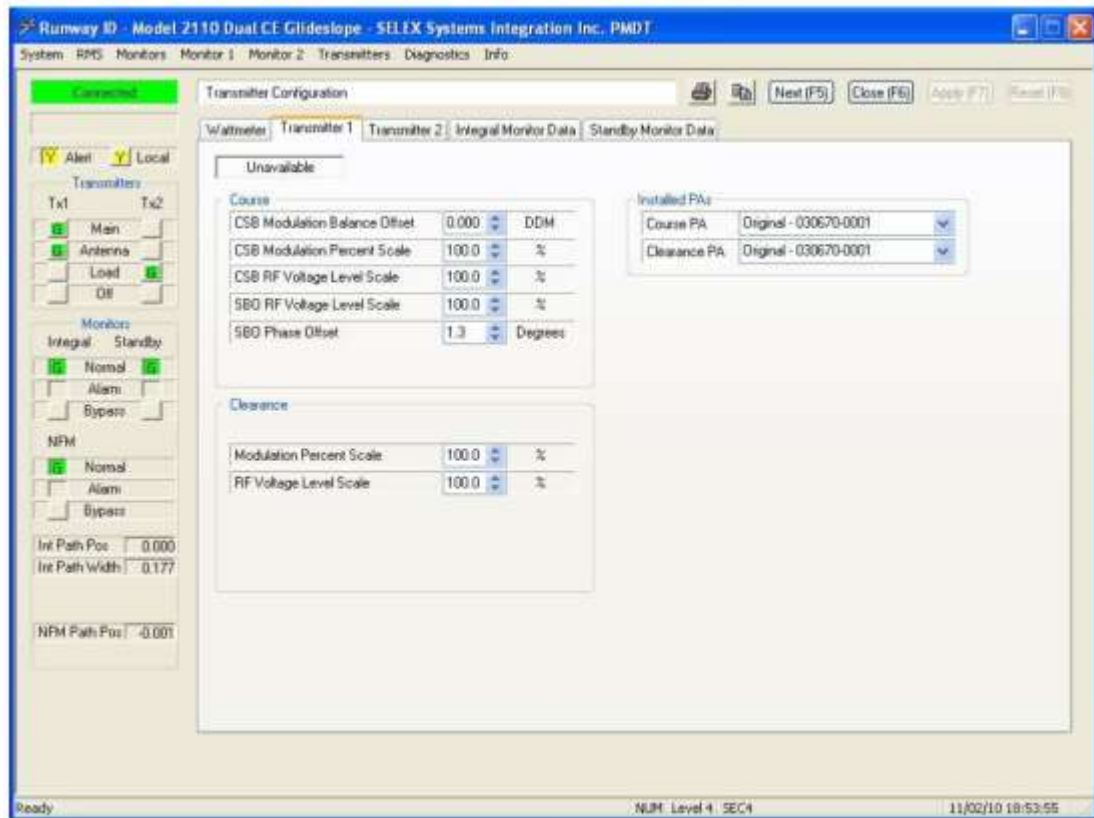 Runway ID - Model 2110 Dual CE Glideslope - SELEX Systems Integration Inc. PMDT
System RMS Monitors Monitor 1 Monitor 2 Transmitters Diagnostics Info
Connected
Transmitter Configuration
Next (F5) Close (F6) Apply (F7) Reset (F8)
Wattmeter Transmitter 1 Transmitter 2 Integral Monitor Data Standby Monitor Data
Y Alert Y Local
Unavailable
Transmitters
Tx1 Tx2
G Main
G Antenna
Load G
Off
Monitors
Integral Standby
G Normal G
Alarm
Bypass
NFM
G Normal
Alarm
Bypass
Int Path Pos 0.000
Int Path Width 0.177
NFM Path Pos -0.001
Course
CSB Modulation Balance Offset 0.000 DDM
CSB Modulation Percent Scale 100.0 %
CSB RF Voltage Level Scale 100.0 %
SBO RF Voltage Level Scale 100.0 %
SBO Phase Offset 1.3 Degrees
Clearance
Modulation Percent Scale 100.0 %
RF Voltage Level Scale 100.0 %
Installed PAs
Course PA Original - 030670-0001
Clearance PA Original - 030670-0001
Ready NUM Level 4 SEC4 11/02/10 18:53:55